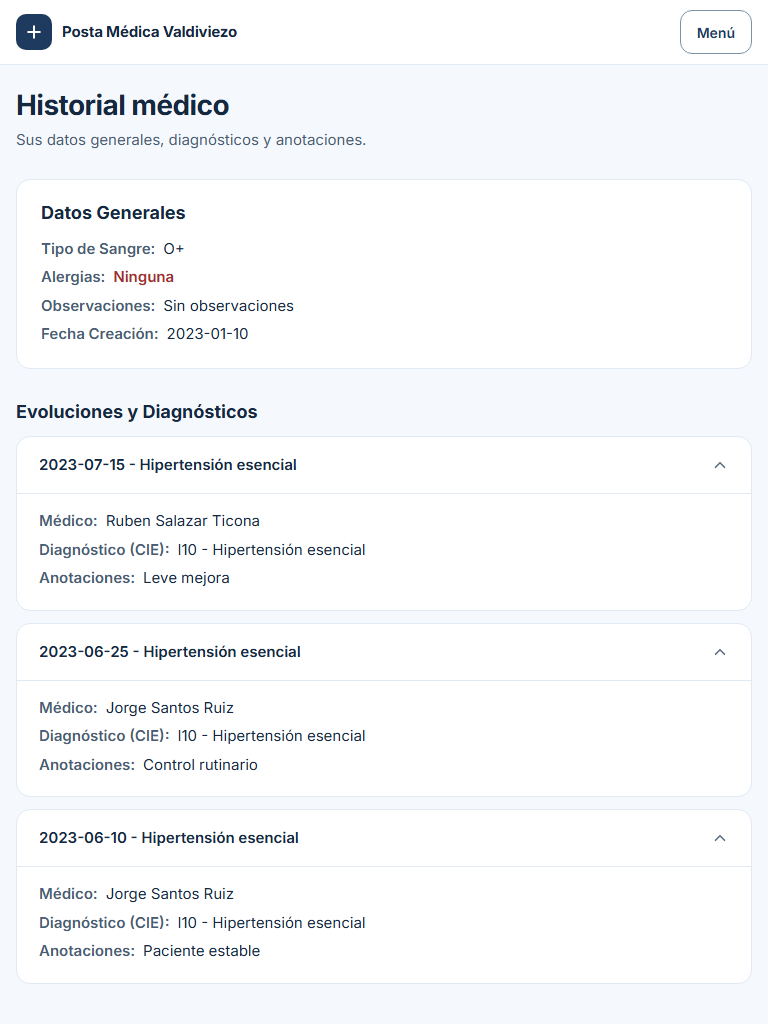 Posta Médica Valdiviezo
Menú
Historial médico
Sus datos generales, diagnósticos y anotaciones.
Datos Generales
Tipo de Sangre: O+
Alergias: Ninguna
Observaciones: Sin observaciones
Fecha Creación: 2023-01-10
Evoluciones y Diagnósticos
2023-07-15 - Hipertensión esencial
Médico: Ruben Salazar Ticona
Diagnóstico (CIE): I10 - Hipertensión esencial
Anotaciones: Leve mejora
2023-06-25 - Hipertensión esencial
Médico: Jorge Santos Ruiz
Diagnóstico (CIE): I10 - Hipertensión esencial
Anotaciones: Control rutinario
2023-06-10 - Hipertensión esencial
Médico: Jorge Santos Ruiz
Diagnóstico (CIE): I10 - Hipertensión esencial
Anotaciones: Paciente estable